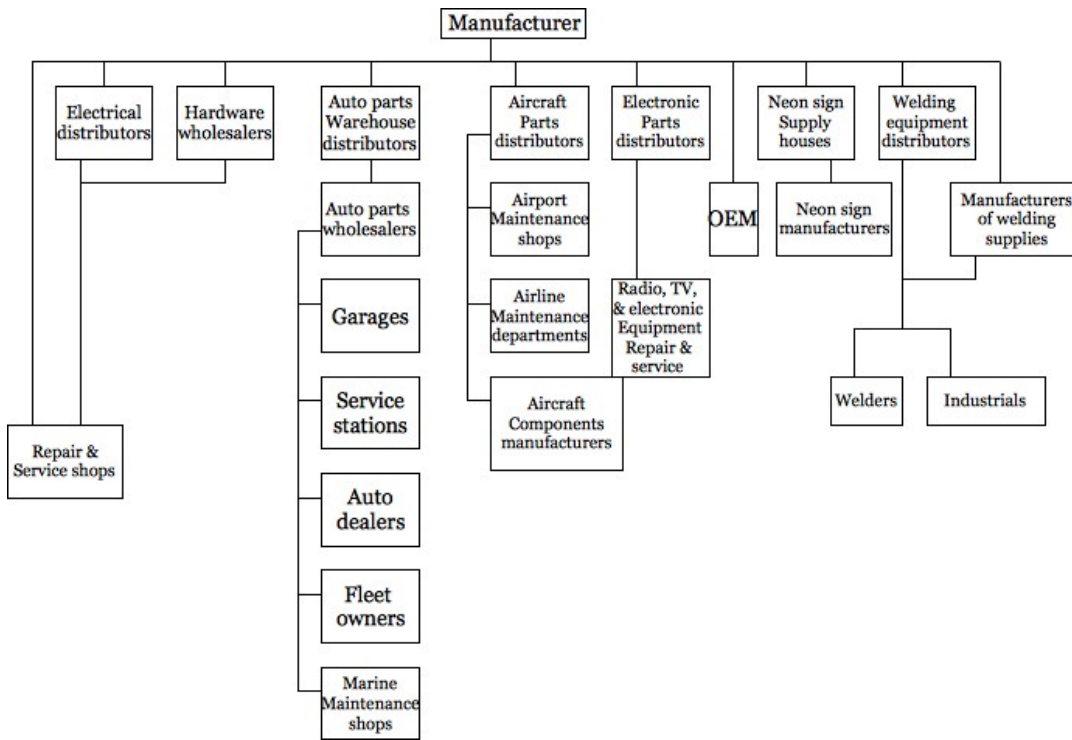 Manufacturer
Electrical
distributors
Hardware
wholesalers
Auto parts
Warehouse
distributors
Aircraft
Parts
distributors
Electronic
Parts
distributors
Neon sign
Supply
houses
Welding
equipment
distributors
Auto parts
wholesalers
Airport
Maintenance
shops
OEM
Neon sign
manufacturers
Manufacturers
of welding
supplies
Garages
Airline
Maintenance
departments
Radio, TV,
& electronic
Equipment
Repair &
service
Service
stations
Aircraft
Components
manufacturers
Welders
Industrials
Repair &
Service shops
Auto
dealers
Fleet
owners
Marine
Maintenance
shops